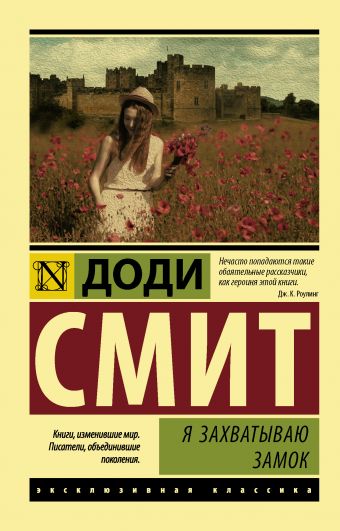 ДОДИ
Нечасто попадаются такие
обаятельные рассказчики,
как героиня этой книги.
Дж. К. Роулинг
СМИТ
Книги, изменившие мир.
Писатели, объединившие
поколения.
Я ЗАХВАТЫВАЮ
ЗАМОК
эксклюзивная классика